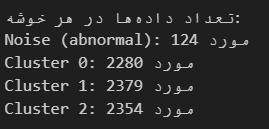 تعداد داده‌ها در هر خوشه:
Noise (abnormal): 124 مورد
Cluster 0: 2280 مورد
Cluster 1: 2379 مورد
Cluster 2: 2354 مورد